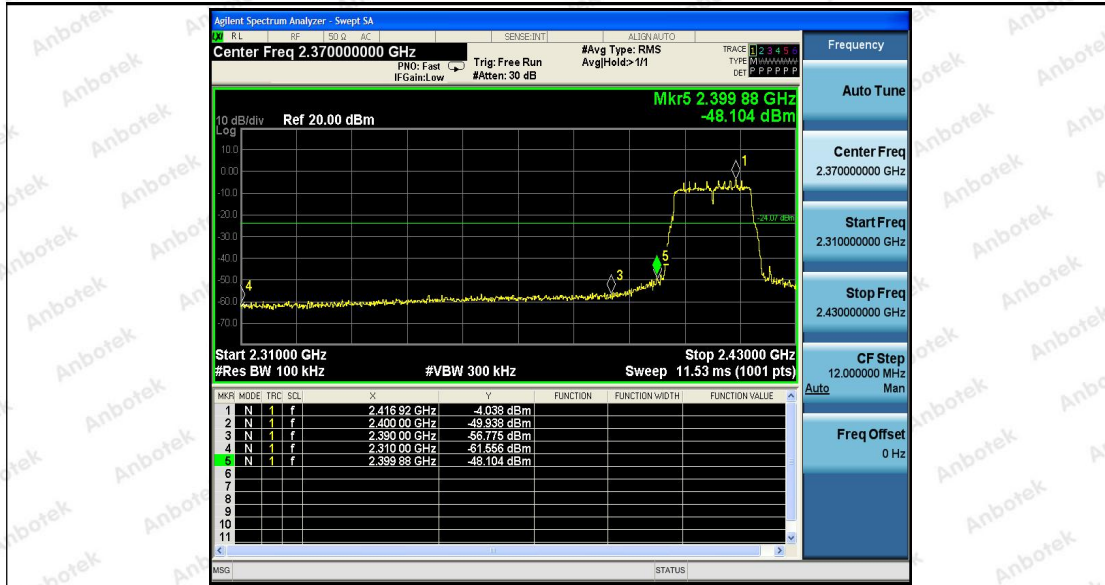 Agilent Spectrum Analyzer - Swept SA
LXI RL RF 50 Ω AC SENSE:INT ALIGNAUTO
Center Freq 2.370000000 GHz
PNO: Fast
IFGain:Low
Trig: Free Run
#Atten: 30 dB
#Avg Type: RMS
Avg|Hold:>1/1
TRACE 1 2 3 4 5 6
TYPE MWWWWW
DET P P P P P P
Mkr5 2.399 88 GHz
-48.104 dBm
10 dB/div Ref 20.00 dBm
Log
10.0
0.00
-10.0
-20.0
-30.0
-40.0
-50.0
-60.0
-70.0
1
-24.07 dBm
5
3
4
Start 2.31000 GHz Stop 2.43000 GHz
#Res BW 100 kHz #VBW 300 kHz Sweep 11.53 ms (1001 pts)
MKR MODE TRC SCL X Y FUNCTION FUNCTION WIDTH FUNCTION VALUE
1 N 1 f 2.416 92 GHz -4.038 dBm
2 N 1 f 2.400 00 GHz -49.938 dBm
3 N 1 f 2.390 00 GHz -56.775 dBm
4 N 1 f 2.310 00 GHz -61.556 dBm
5 N 1 f 2.399 88 GHz -48.104 dBm
6
7
8
9
10
11
MSG STATUS
Frequency
Auto Tune
Center Freq
2.370000000 GHz
Start Freq
2.310000000 GHz
Stop Freq
2.430000000 GHz
CF Step
12.000000 MHz
Auto Man
Freq Offset
0 Hz
Anbotek